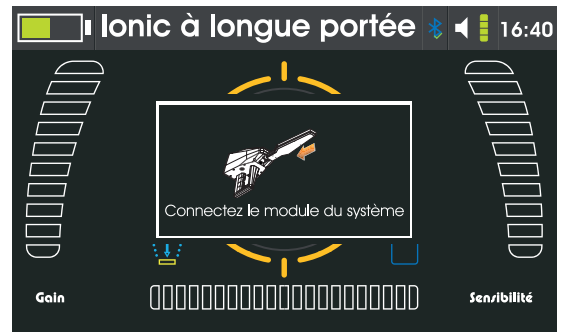 Ionic à longue portée 16:40
Connectez le module du système
Gain Sensibilité